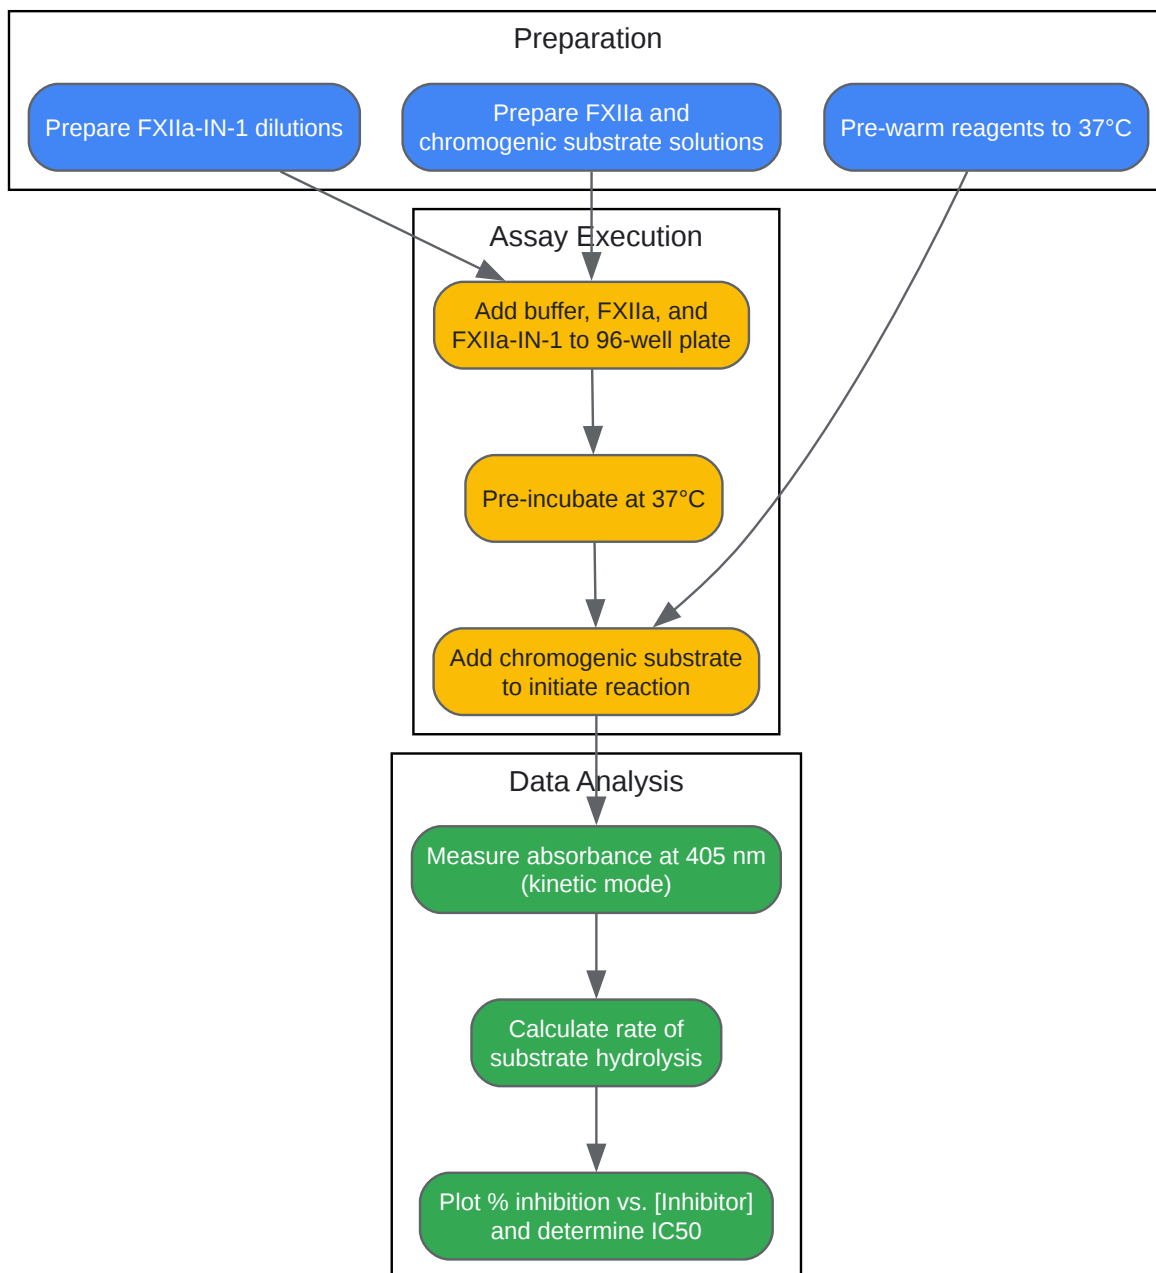 Preparation
Prepare FXIIa-IN-1 dilutions
Prepare FXIIa and
chromogenic substrate solutions
Pre-warm reagents to 37°C
Assay Execution
Add buffer, FXIIa, and
FXIIa-IN-1 to 96-well plate
Pre-incubate at 37°C
Add chromogenic substrate
to initiate reaction
Data Analysis
Measure absorbance at 405 nm
(kinetic mode)
Calculate rate of
substrate hydrolysis
Plot % inhibition vs. [Inhibitor]
and determine IC50